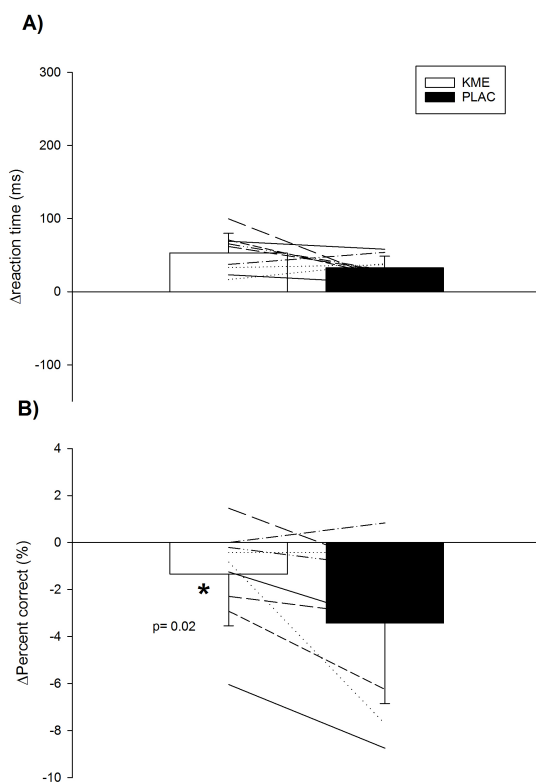 A)
300
200
100
0
-100
Δreaction time (ms)
KME
PLAC
B)
4
2
0
-2
-4
-6
-8
-10
ΔPercent correct (%)
*
p= 0.02